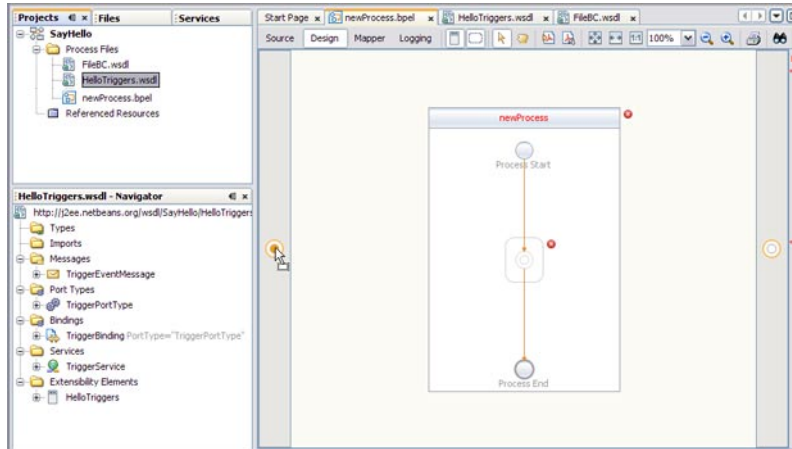 Projects Files Services
SayHello
Process Files
FileBC.wsdl
HelloTriggers.wsdl
newProcess.bpel
Referenced Resources
HelloTriggers.wsdl - Navigator
http://j2ee.netbeans.org/wsdl/SayHello/HelloTriggers
Types
Imports
Messages
TriggerEventMessage
Port Types
TriggerPortType
Bindings
TriggerBinding PortType="TriggerPortType"
Services
TriggerService
Extensibility Elements
HelloTriggers
Start Page newProcess.bpel HelloTriggers.wsdl FileBC.wsdl
Source Design Mapper Logging 1:1 100%
newProcess
Process Start
Process End